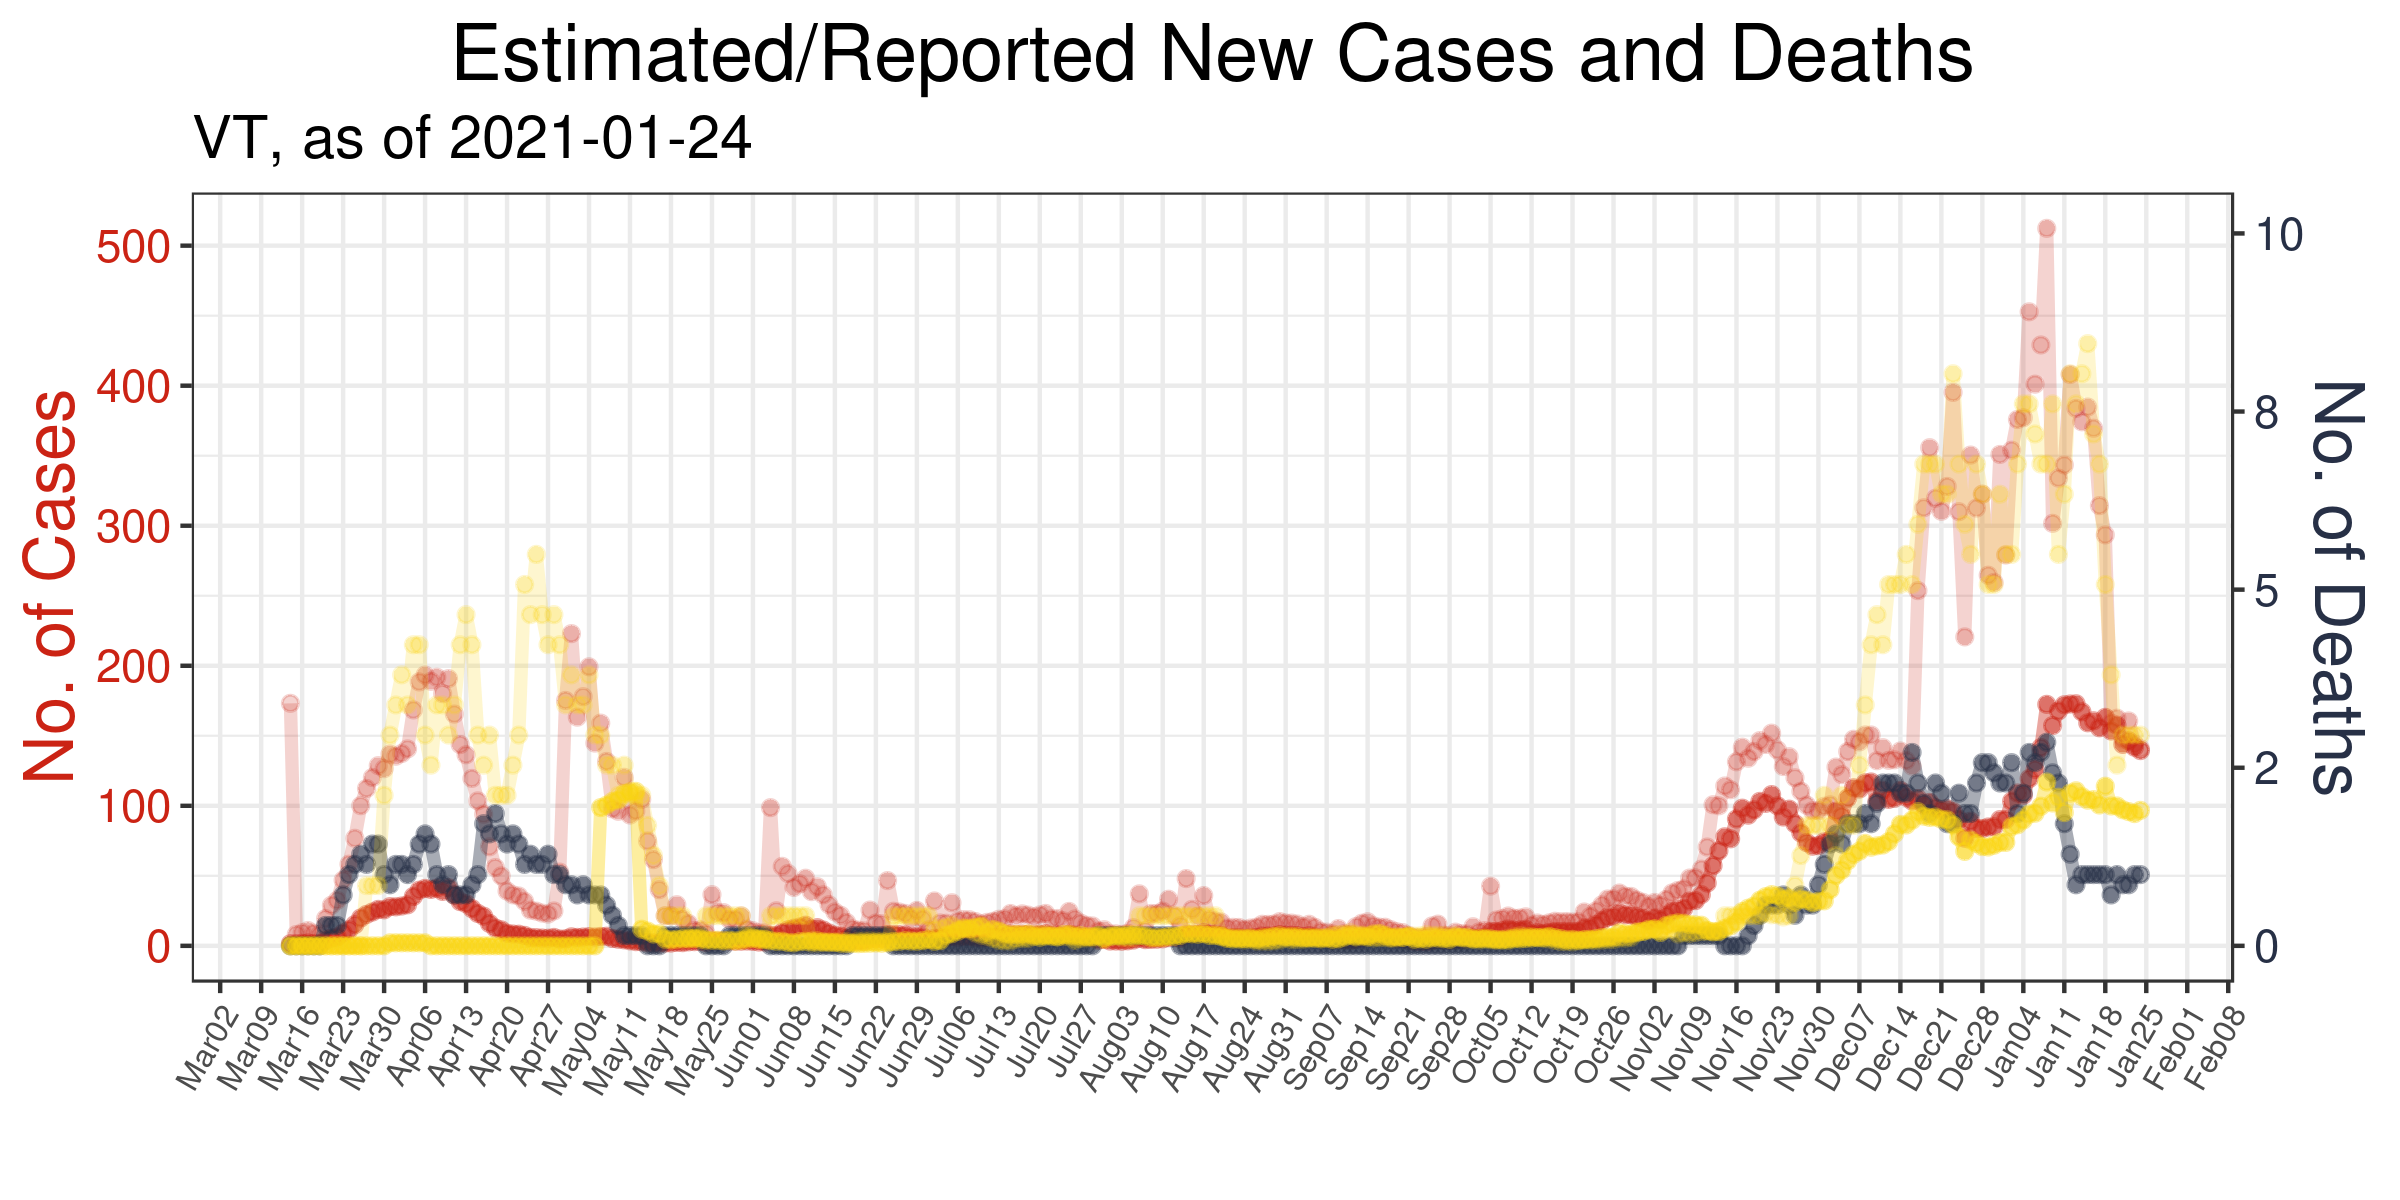 Estimated/Reported New Cases and Deaths
VT, as of 2021-01-24
No. of Cases
500
400
300
200
100
0
10
8
5
2
0
No. of Deaths
Mar02 Mar09 Mar16 Mar23 Mar30 Apr06 Apr13 Apr20 Apr27 May04 May11 May18 May25 Jun01 Jun08 Jun15 Jun22 Jun29 Jul06 Jul13 Jul20 Jul27 Aug03 Aug10 Aug17 Aug24 Aug31 Sep07 Sep14 Sep21 Sep28 Oct05 Oct12 Oct19 Oct26 Nov02 Nov09 Nov16 Nov23 Nov30 Dec07 Dec14 Dec21 Dec28 Jan04 Jan11 Jan18 Jan25 Feb01 Feb08